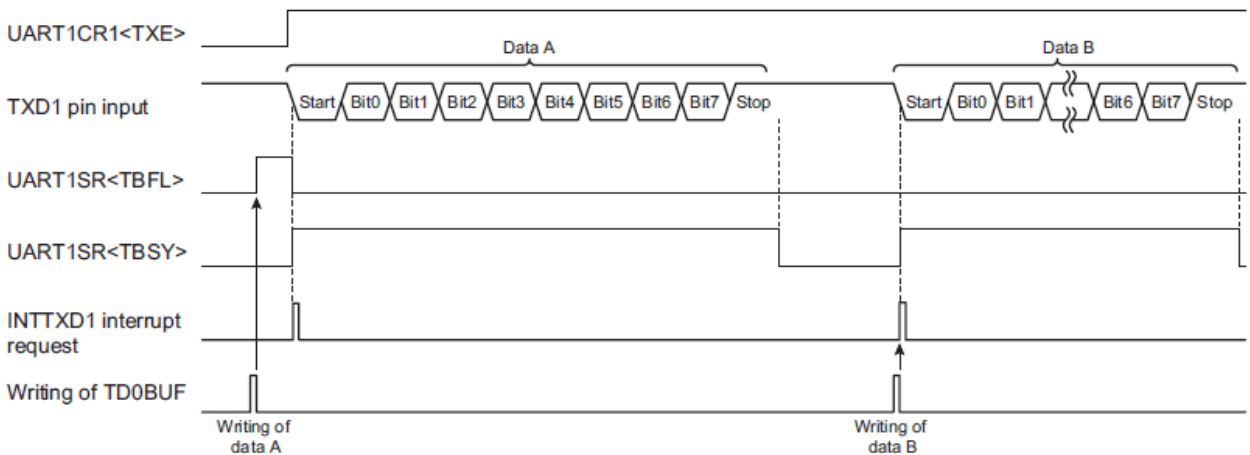 UART1CR1<TXE>
Data A
Data B
TXD1 pin input
Start Bit0 Bit1 Bit2 Bit3 Bit4 Bit5 Bit6 Bit7 Stop
Start Bit0 Bit1 Bit6 Bit7 Stop
UART1SR<TBFL>
UART1SR<TBSY>
INTTXD1 interrupt
request
Writing of TD0BUF
Writing of
data A
Writing of
data B